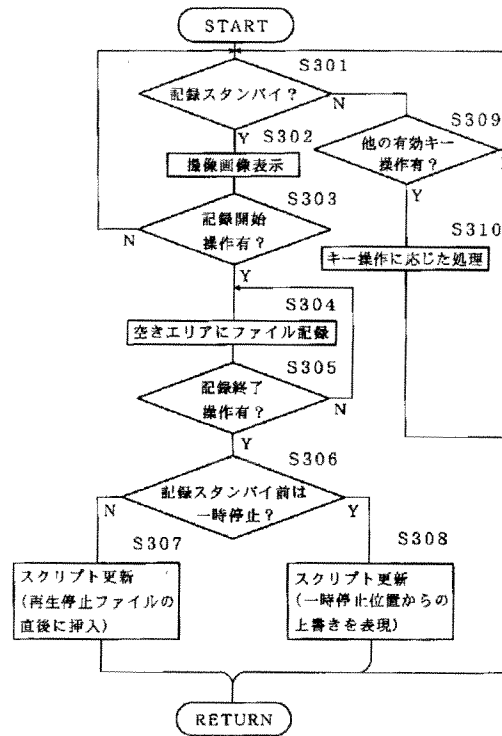 START
S301
記録スタンバイ？
N
Y
S302
撮像画像表示
S303
記録開始
操作有？
N
Y
S309
他の有効キー
操作有？
Y
S310
キー操作に応じた処理
S304
空きエリアにファイル記録
S305
記録終了
操作有？
N
Y
S306
記録スタンバイ前は
一時停止？
N
Y
S307
スクリプト更新
(再生停止ファイルの
直後に挿入)
S308
スクリプト更新
(一時停止位置からの
上書きを表現)
RETURN